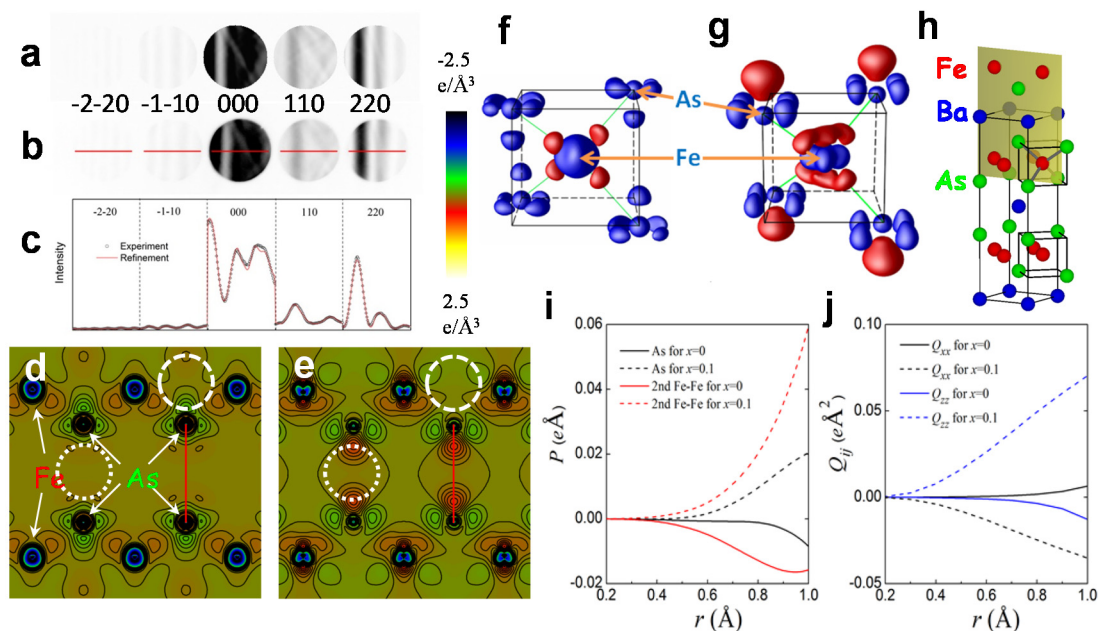 a
-2-20 -1-10 000 110 220
b
c
-2-20 -1-10 000 110 220
Experiment
Refinement
Intensity
-2.5
e/Å³
2.5
e/Å³
d
Fe
As
e
f
g
As
Fe
h
Fe
Ba
As
i
0.06
0.04
0.02
0.00
-0.02
P (eÅ)
As for x=0
As for x=0.1
2nd Fe-Fe for x=0
2nd Fe-Fe for x=0.1
0.2 0.4 0.6 0.8 1.0
r (Å)
j
0.10
0.05
0.00
-0.05
Qij (eÅ²)
Qxx for x=0
Qxx for x=0.1
Qzz for x=0
Qzz for x=0.1
0.2 0.4 0.6 0.8 1.0
r (Å)